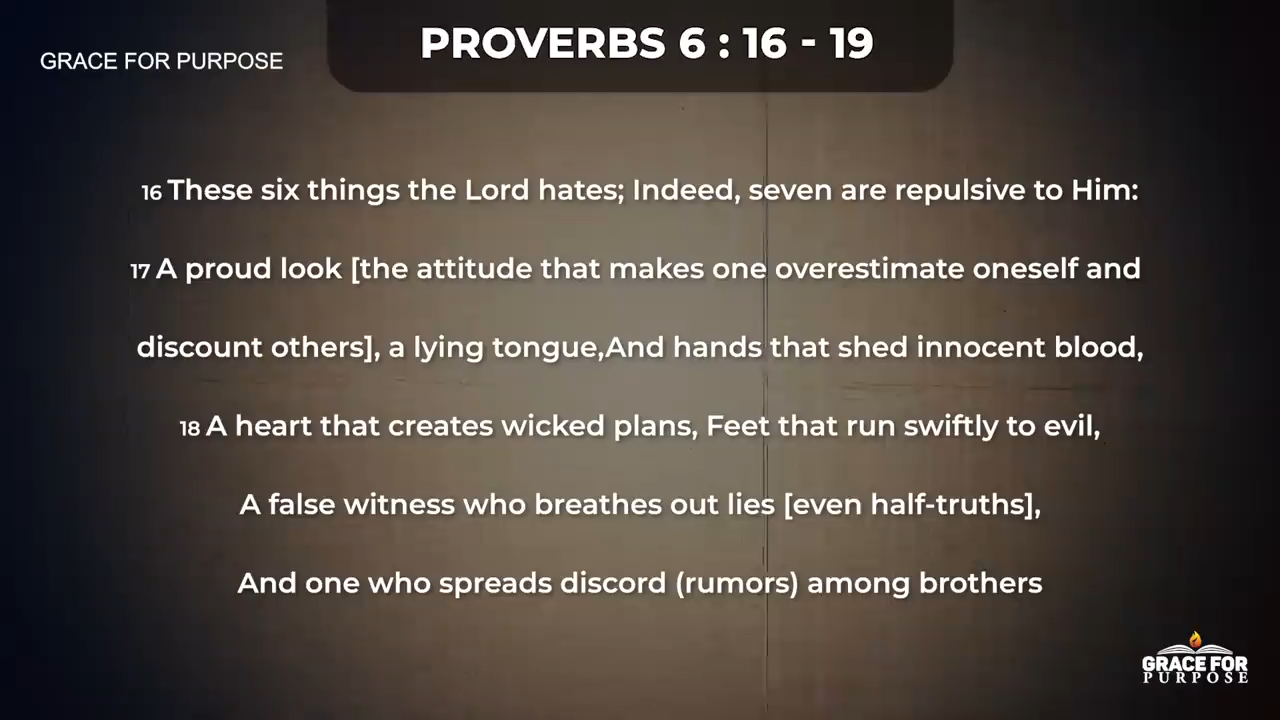 PROVERBS 6 : 16 - 19
GRACE FOR PURPOSE
16 These six things the Lord hates; Indeed, seven are repulsive to Him:
17 A proud look [the attitude that makes one overestimate oneself and
discount others], a lying tongue,And hands that shed innocent blood,
18 A heart that creates wicked plans, Feet that run swiftly to evil,
A false witness who breathes out lies [even half-truths],
And one who spreads discord (rumors) among brothers
GRACE FOR
PURPOSE